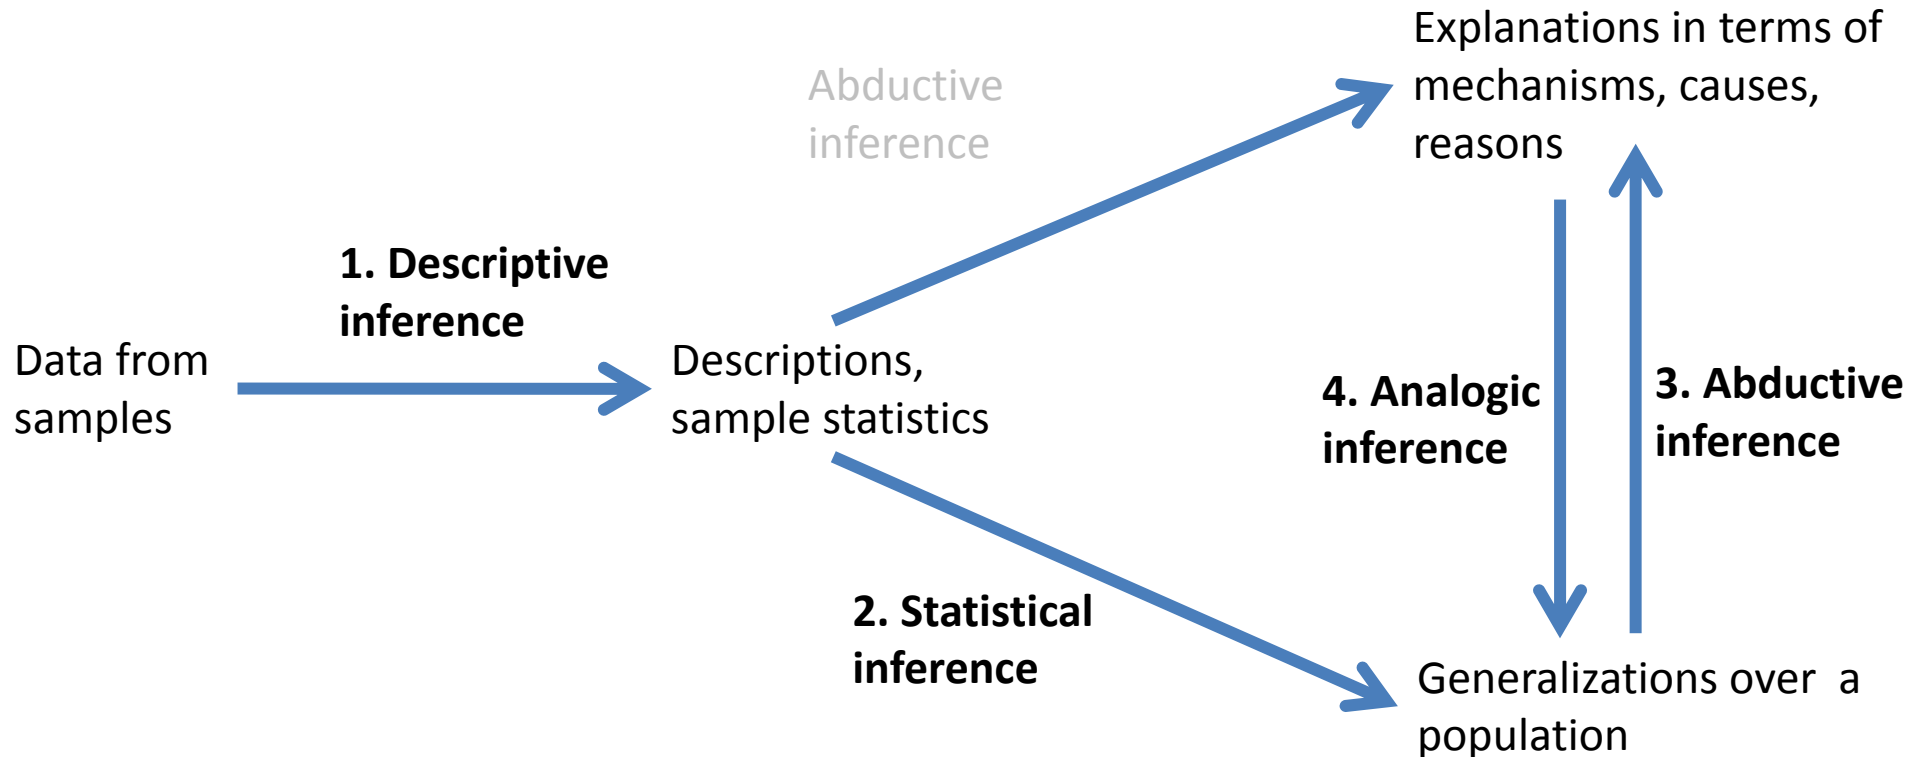 Explanations in terms of
mechanisms, causes,
reasons
Abductive
inference
1. Descriptive
inference
Data from
samples
Descriptions,
sample statistics
4. Analogic
inference
3. Abductive
inference
2. Statistical
inference
Generalizations over  a
population